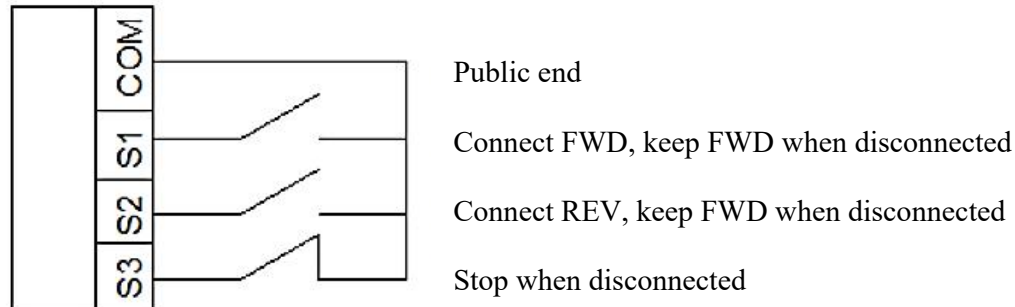 COM
Public end
S1
Connect FWD, keep FWD when disconnected
S2
Connect REV, keep FWD when disconnected
S3
Stop when disconnected